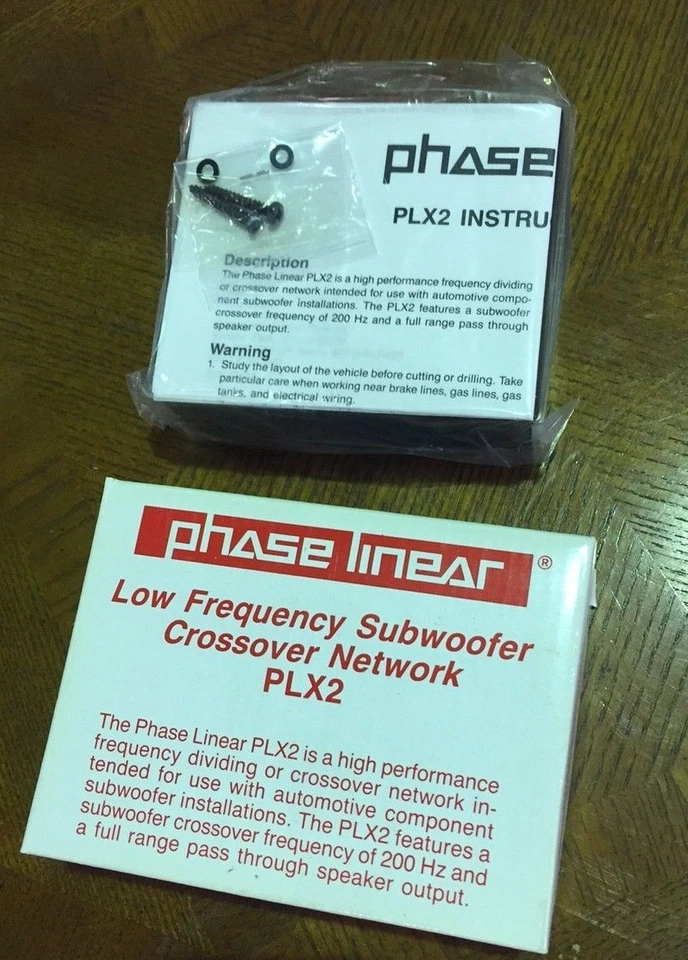 phase
PLX2 INSTRU
Description
The Phase Linear PLX2 is a high performance frequency dividing
or crossover network intended for use with automotive compo-
nent subwoofer installations. The PLX2 features a subwoofer
crossover frequency of 200 Hz and a full range pass through
speaker output.
Warning
1. Study the layout of the vehicle before cutting or drilling. Take
particular care when working near brake lines, gas lines, gas
tanks, and electrical wiring.
phase linear ®
Low Frequency Subwoofer
Crossover Network
PLX2
The Phase Linear PLX2 is a high performance
frequency dividing or crossover network in-
tended for use with automotive component
subwoofer installations. The PLX2 features a
subwoofer crossover frequency of 200 Hz and
a full range pass through speaker output.